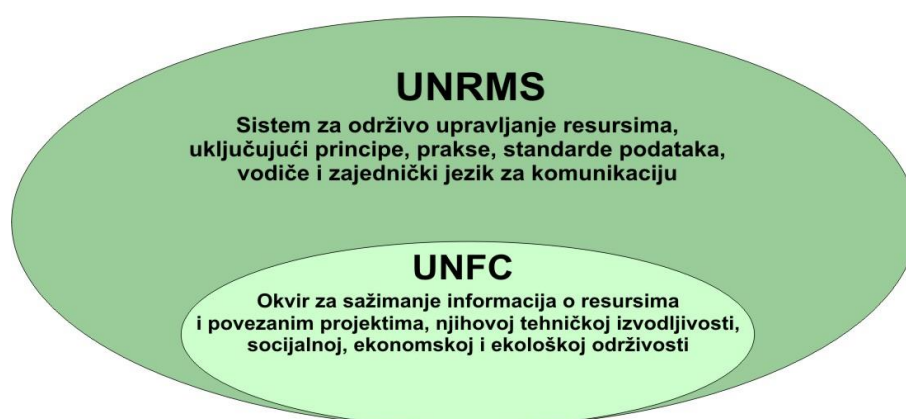 UNRMS
Sistem za održivo upravljanje resursima,
uključujući principe, prakse, standarde podataka,
vodiče i zajednički jezik za komunikaciju
UNFC
Okvir za sažimanje informacija o resursima
i povezanim projektima, njihovoj tehničkoj izvodljivosti,
socijalnoj, ekonomskoj i ekološkoj održivosti